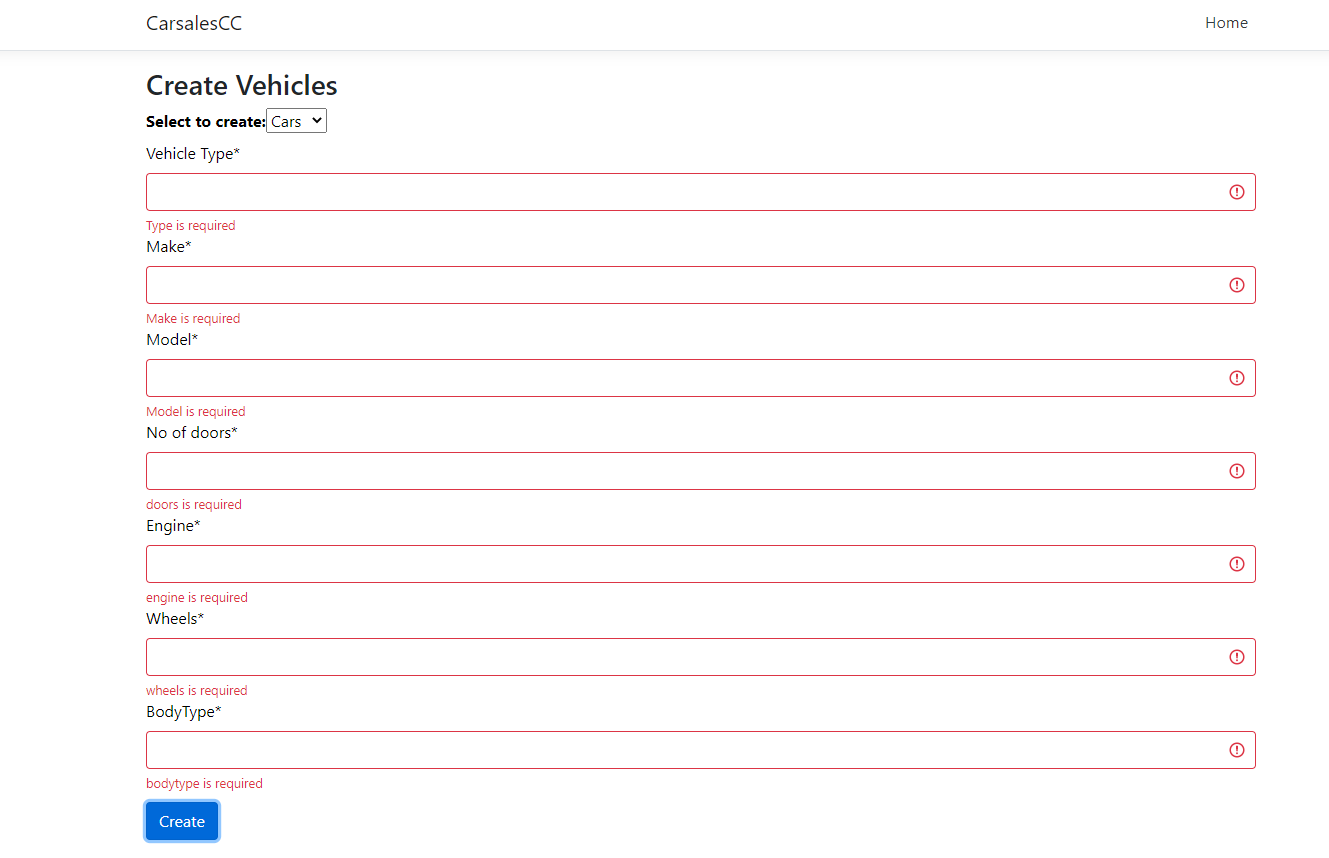 CarsalesCC Home
Create Vehicles
Select to create: Cars
Vehicle Type*
Type is required
Make*
Make is required
Model*
Model is required
No of doors*
doors is required
Engine*
engine is required
Wheels*
wheels is required
BodyType*
bodytype is required
Create